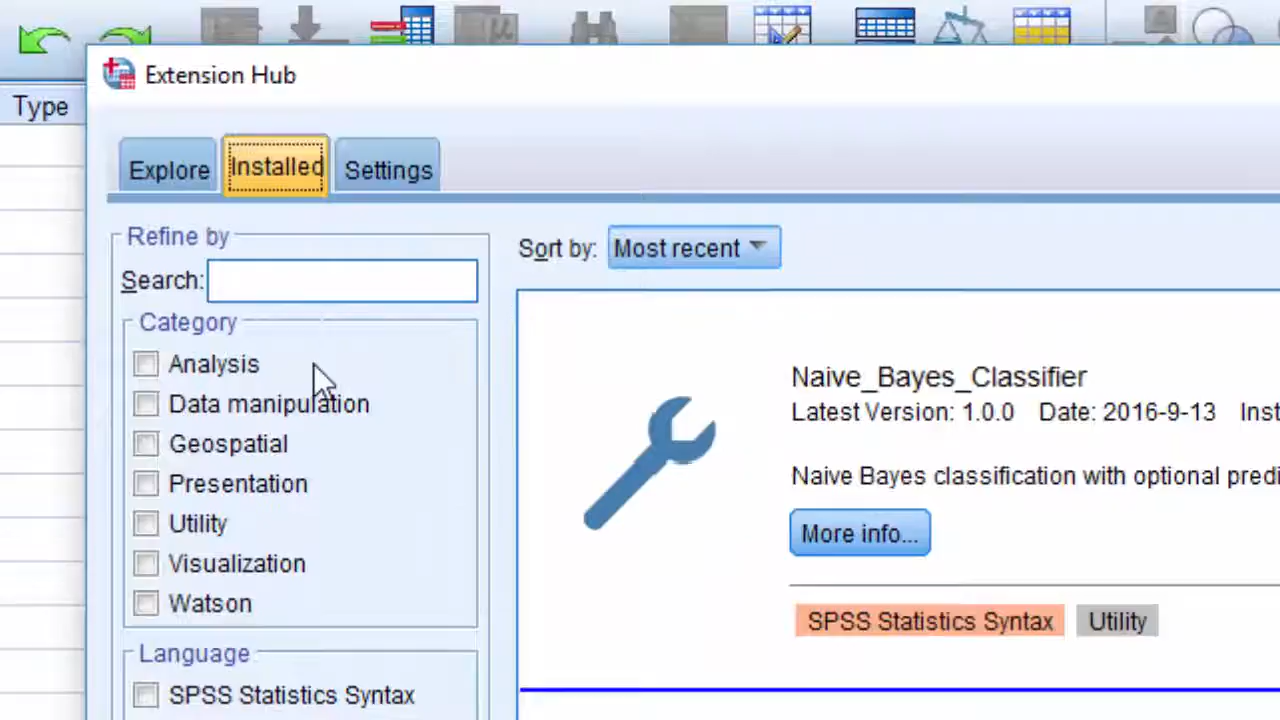 Extension Hub
Type
Explore
Installed
Settings
Refine by
Search:
Sort by: Most recent
Category
Analysis
Data manipulation
Geospatial
Presentation
Utility
Visualization
Watson
Language
SPSS Statistics Syntax
Naive_Bayes_Classifier
Latest Version: 1.0.0 Date: 2016-9-13 Inst
Naive Bayes classification with optional predi
More info...
SPSS Statistics Syntax Utility